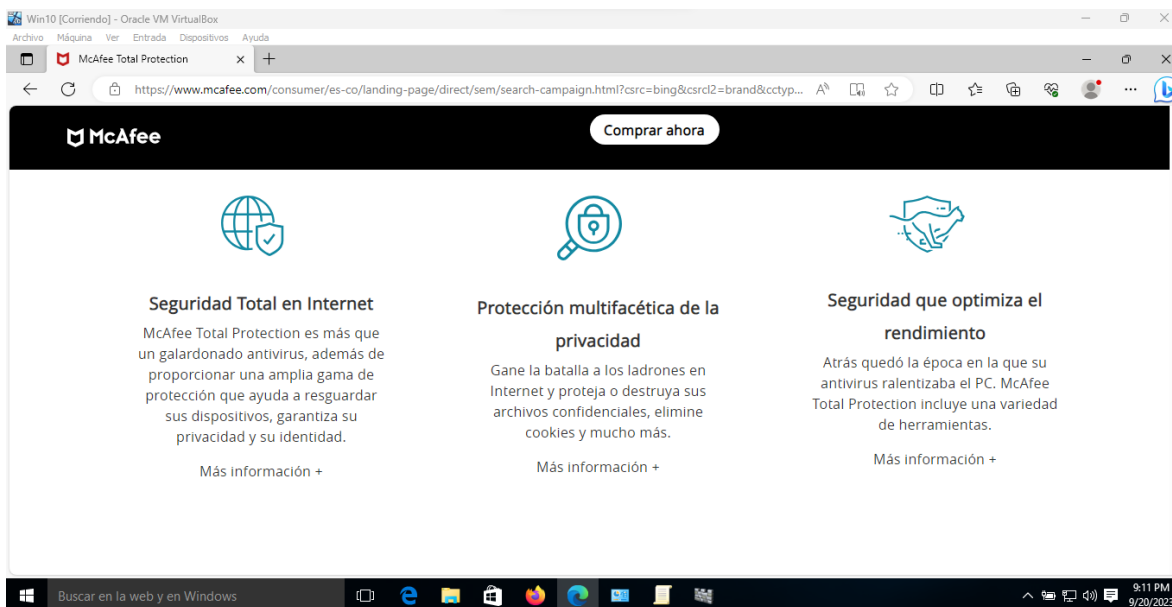 Win10 [Corriendo] - Oracle VM VirtualBox
Archivo Máquina Ver Entrada Dispositivos Ayuda
McAfee Total Protection
https://www.mcafee.com/consumer/es-co/landing-page/direct/sem/search-campaign.html?csrc=bing&csrcl2=brand&cctyp...
McAfee
Comprar ahora
Seguridad Total en Internet
McAfee Total Protection es más que
un galardonado antivirus, además de
proporcionar una amplia gama de
protección que ayuda a resguardar
sus dispositivos, garantiza su
privacidad y su identidad.
Más información +
Protección multifacética de la
privacidad
Gane la batalla a los ladrones en
Internet y proteja o destruya sus
archivos confidenciales, elimine
cookies y mucho más.
Más información +
Seguridad que optimiza el
rendimiento
Atrás quedó la época en la que su
antivirus ralentizaba el PC. McAfee
Total Protection incluye una variedad
de herramientas.
Más información +
Buscar en la web y en Windows
9:11 PM
9/20/2023